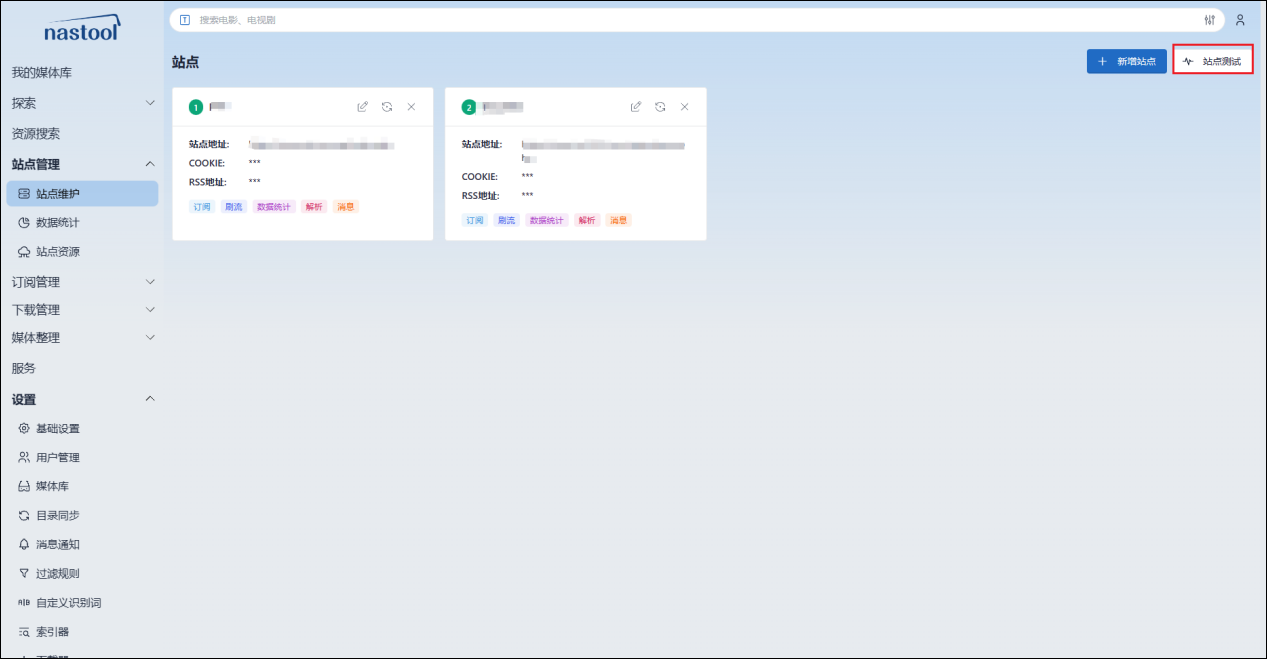 nastool
搜索电影、电视剧
我的媒体库
探索
资源搜索
站点管理
站点维护
数据统计
站点资源
订阅管理
下载管理
媒体整理
服务
设置
基础设置
用户管理
媒体库
目录同步
消息通知
过滤规则
自定义识别词
索引器
站点
新增站点
站点测试
1
站点地址:
COOKIE: ***
RSS地址: ***
订阅 刷流 数据统计 解析 消息
2
站点地址:
COOKIE: ***
RSS地址: ***
订阅 刷流 数据统计 解析 消息